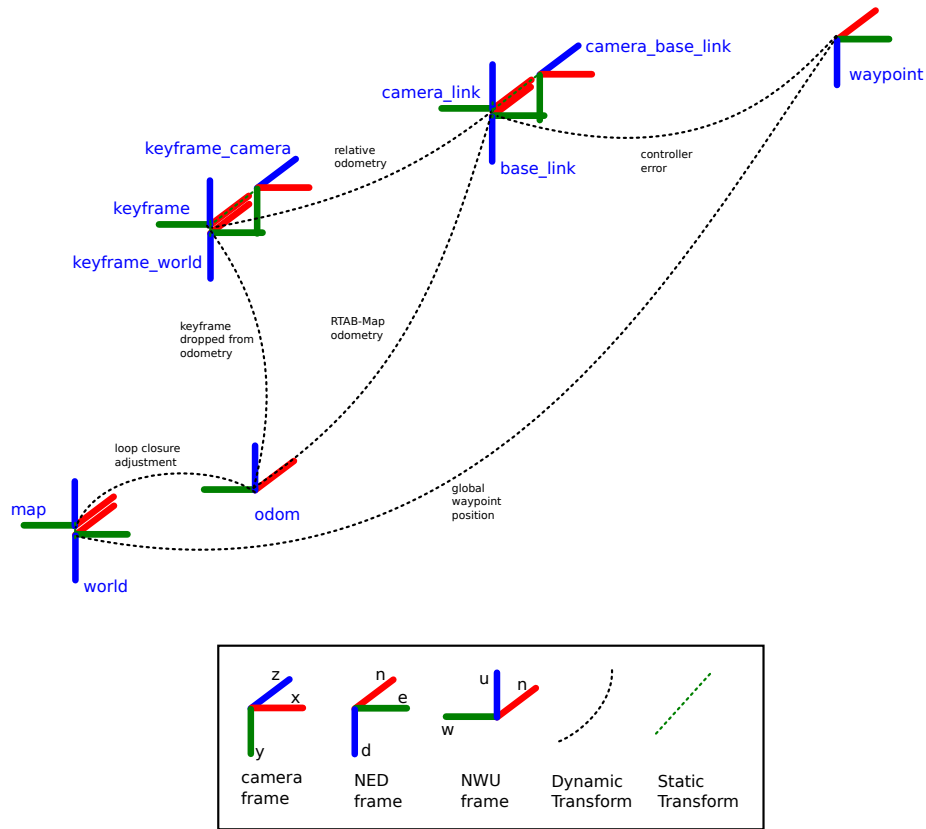 camera_base_link
waypoint
camera_link
keyframe_camera
relative
odometry
controller
error
base_link
keyframe
keyframe_world
keyframe
dropped from
odometry
RTAB-Map
odometry
loop closure
adjustment
global
waypoint
position
map
odom
world
z
x
y
camera
frame
n
e
d
NED
frame
u
n
w
NWU
frame
Dynamic
Transform
Static
Transform